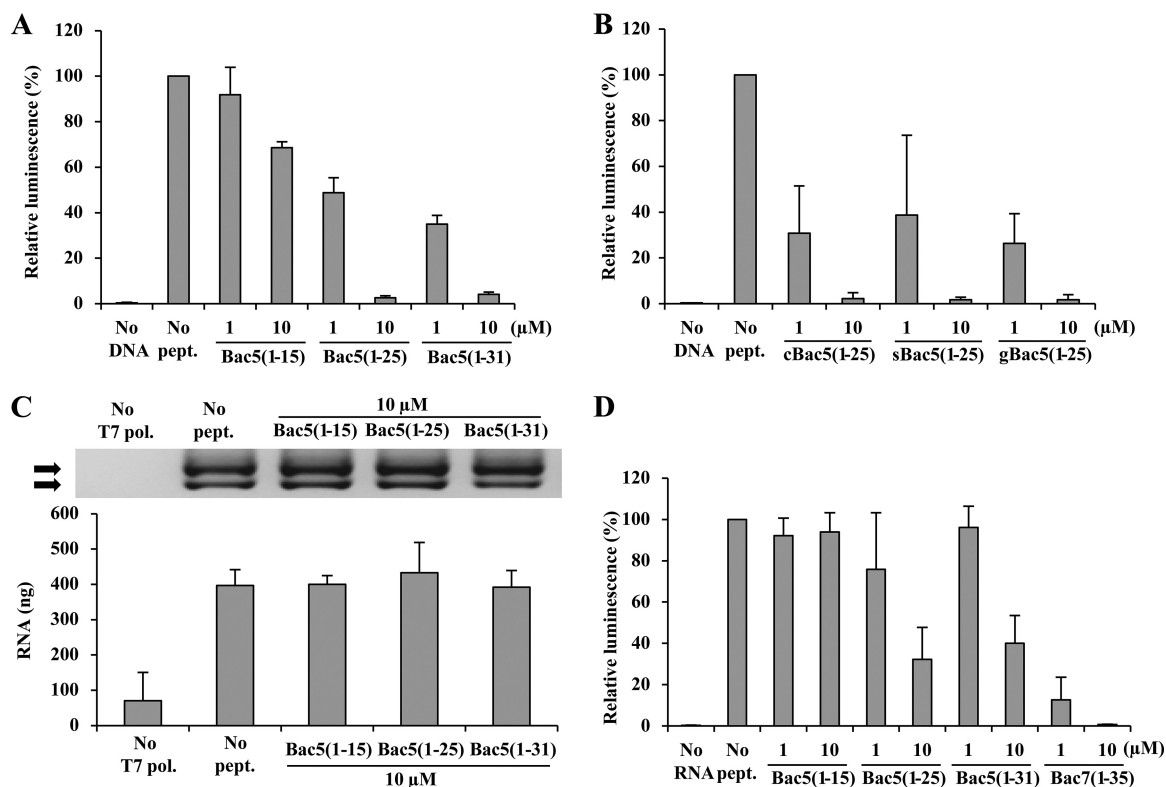 A
Relative luminescence (%)
120
100
80
60
40
20
0
No DNA
No pept.
1 10 1 10 1 10 (µM)
Bac5(1-15) Bac5(1-25) Bac5(1-31)
B
Relative luminescence (%)
120
100
80
60
40
20
0
No DNA
No pept.
1 10 1 10 1 10 (µM)
cBac5(1-25) sBac5(1-25) gBac5(1-25)
C
No T7 pol.
No pept.
10 µM
Bac5(1-15) Bac5(1-25) Bac5(1-31)
RNA (ng)
600
500
400
300
200
100
0
No T7 pol.
No pept.
Bac5(1-15) Bac5(1-25) Bac5(1-31)
10 µM
D
Relative luminescence (%)
120
100
80
60
40
20
0
No RNA
No pept.
1 10 1 10 1 10 1 10 (µM)
Bac5(1-15) Bac5(1-25) Bac5(1-31) Bac7(1-35)